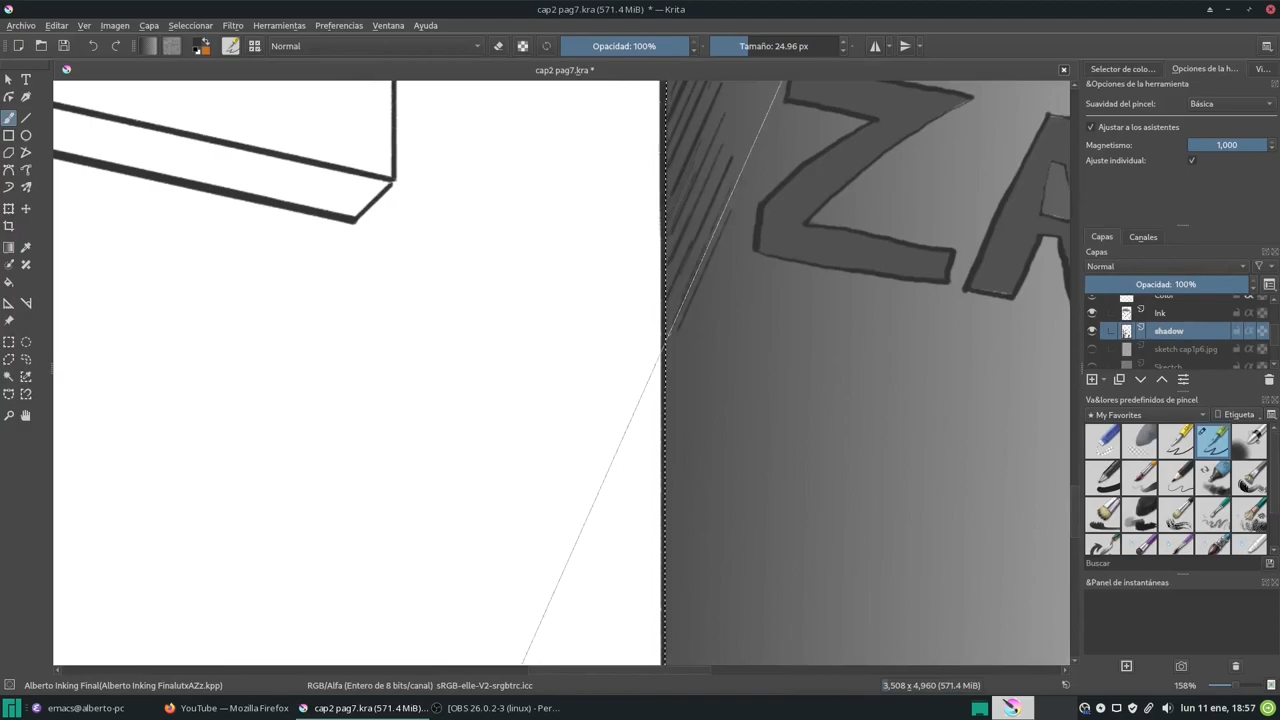 cap2 pag7.kra (571.4 MiB) * — Krita
Archivo Editar Ver Imagen Capa Seleccionar Filtro Herramientas Preferencias Ventana Ayuda
Normal
Opacidad: 100%
Tamaño: 24.96 px
cap2 pag7.kra *
Selector de colo...
Opciones de la h...
Vi...
&Opciones de la herramienta
Suavidad del pincel:
Básica
Ajustar a los asistentes
Magnetismo:
1,000
Ajuste individual:
Capas
Canales
Capas
Normal
Opacidad: 100%
Color
Ink
shadow
sketch cap1p6.jpg
Sketch
Va&lores predefinidos de pincel
My Favorites
Etiqueta
Buscar
&Panel de instantáneas
ZA
Alberto Inking Final(Alberto Inking FinalutxAZz.kpp)
RGB/Alfa (Entero de 8 bits/canal) sRGB-elle-V2-srgbtrc.icc
3,508 x 4,960 (571.4 MiB)
158%
emacs@alberto-pc
YouTube — Mozilla Firefox
cap2 pag7.kra (571.4 MiB)...
[OBS 26.0.2-3 (linux) - Per...
lun 11 ene, 18:57